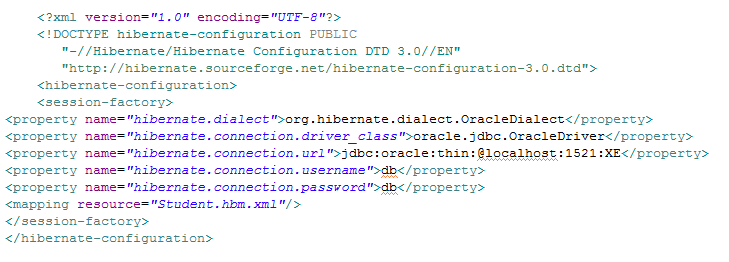 <?xml version="1.0" encoding="UTF-8"?>
<!DOCTYPE hibernate-configuration PUBLIC
"-//Hibernate/Hibernate Configuration DTD 3.0//EN"
"http://hibernate.sourceforge.net/hibernate-configuration-3.0.dtd">
<hibernate-configuration>
<session-factory>
<property name="hibernate.dialect">org.hibernate.dialect.OracleDialect</property>
<property name="hibernate.connection.driver_class">oracle.jdbc.OracleDriver</property>
<property name="hibernate.connection.url">jdbc:oracle:thin:@localhost:1521:XE</property>
<property name="hibernate.connection.username">db</property>
<property name="hibernate.connection.password">db</property>
<mapping resource="Student.hbm.xml"/>
</session-factory>
</hibernate-configuration>